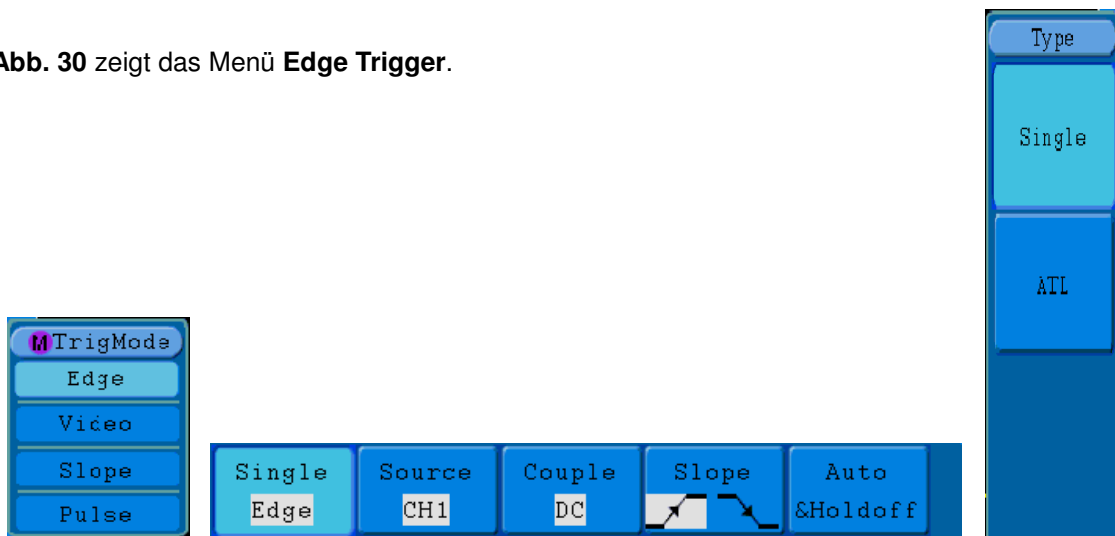 Abb. 30 zeigt das Menü Edge Trigger.
Type
Single
ATL
M TrigMode
Edge
Video
Slope
Pulse
Single
Edge
Source
CH1
Couple
DC
Slope
Auto
&Holdoff